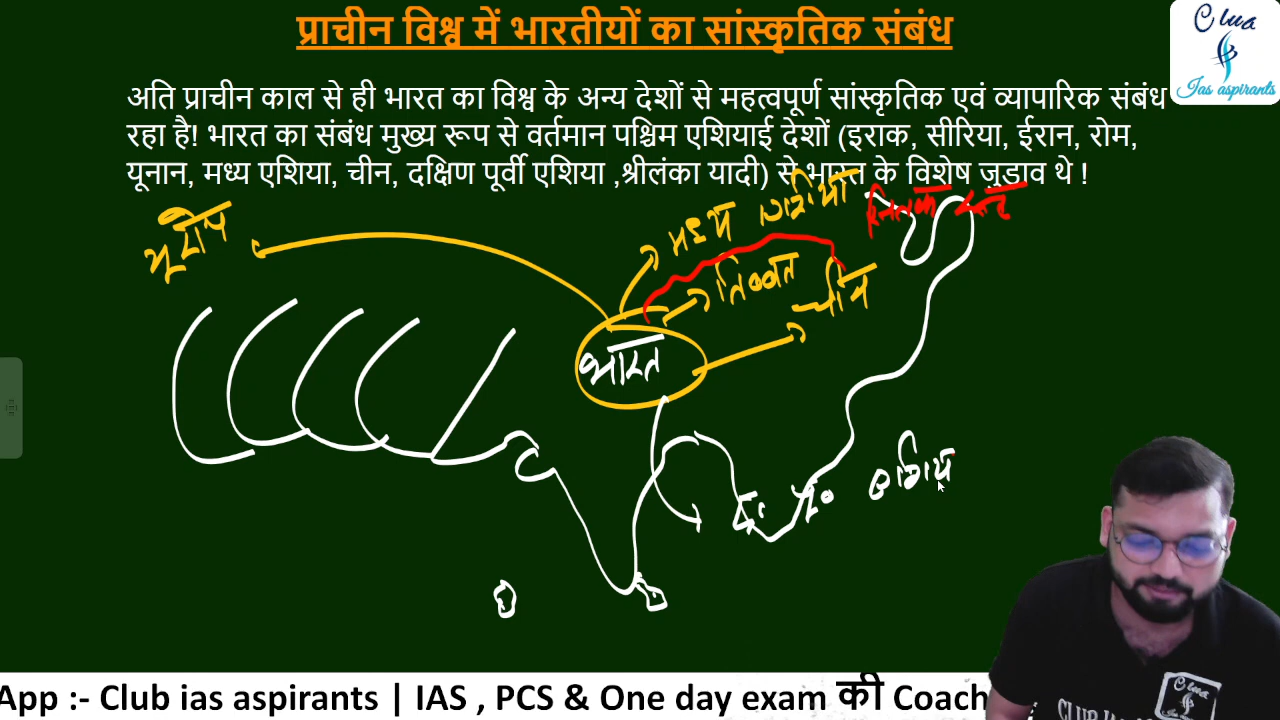 प्राचीन विश्व में भारतीयों का सांस्कृतिक संबंध
Club
Ias aspirants
अति प्राचीन काल से ही भारत का विश्व के अन्य देशों से महत्वपूर्ण सांस्कृतिक एवं व्यापारिक संबंध
रहा है! भारत का संबंध मुख्य रूप से वर्तमान पश्चिम एशियाई देशों (इराक, सीरिया, ईरान, रोम,
यूनान, मध्य एशिया, चीन, दक्षिण पूर्वी एशिया ,श्रीलंका यादी) से भारत के विशेष जुडाव थे !
यूरोप
मध्य एशिया
तिब्बत
चीन
भारत
द० पू० एशिय
App :- Club ias aspirants | IAS , PCS & One day exam की Coach